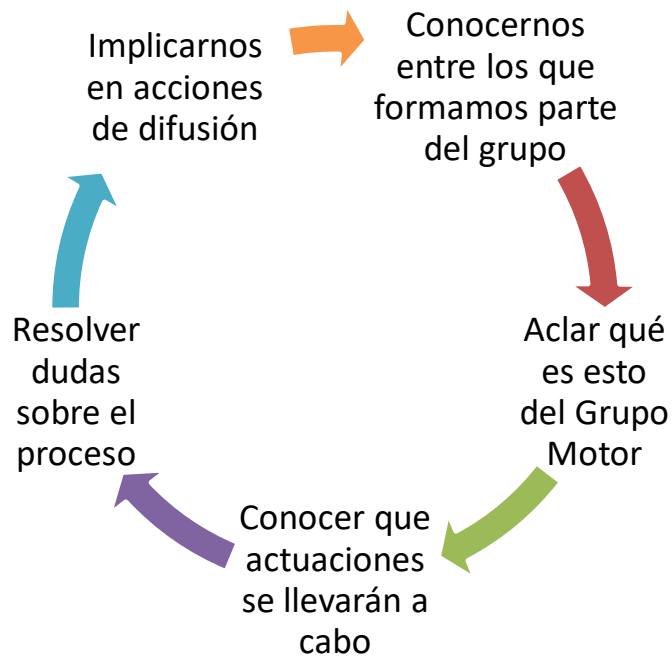 Implicarnos
en acciones
de difusión
Conocernos
entre los que
formamos parte
del grupo
Aclar qué
es esto
del Grupo
Motor
Conocer que
actuaciones
se llevarán a
cabo
Resolver
dudas
sobre el
proceso